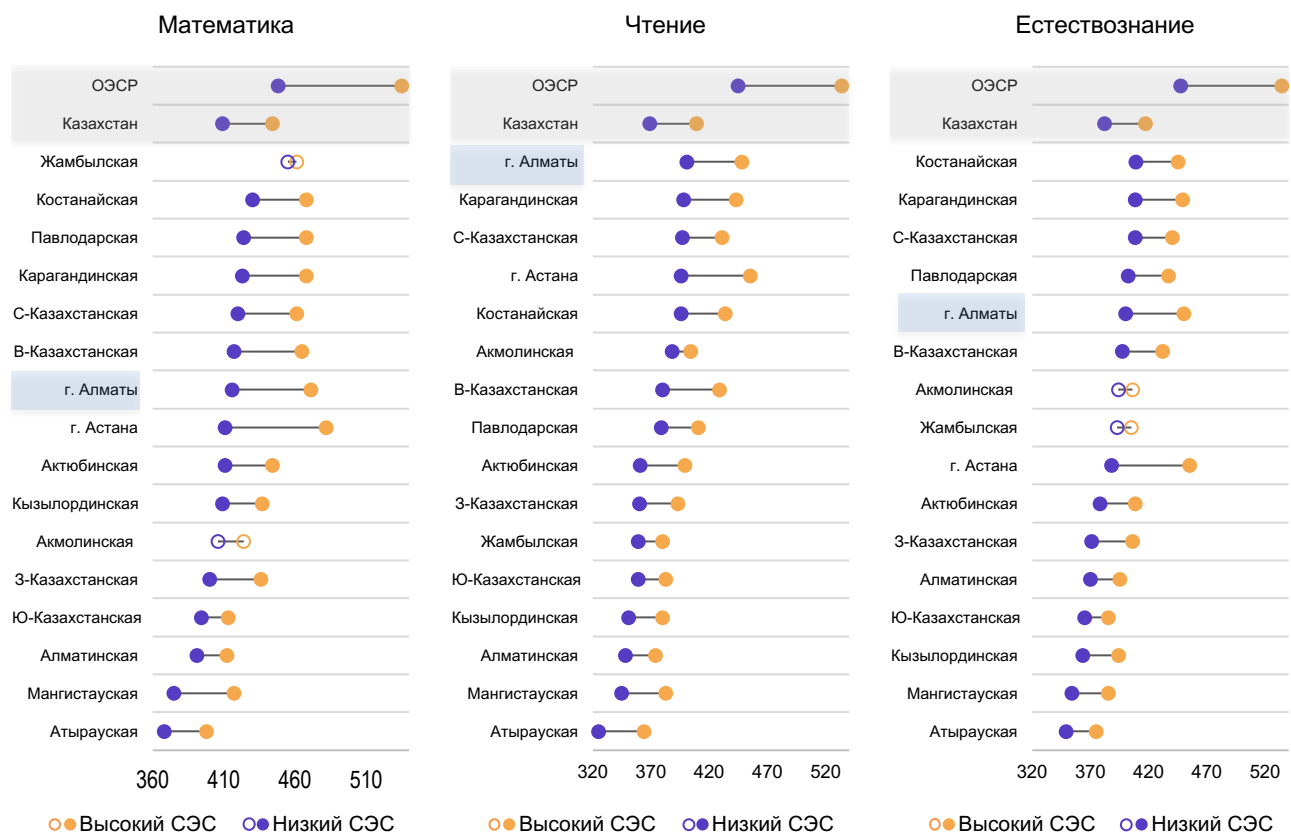 Математика
ОЭСР
Казахстан
Жамбылская
Костанайская
Павлодарская
Карагандинская
С-Казахстанская
В-Казахстанская
г. Алматы
г. Астана
Актюбинская
Кызылординская
Акмолинская
З-Казахстанская
Ю-Казахстанская
Алматинская
Мангистауская
Атырауская
360 410 460 510
Высокий СЭС Низкий СЭС
Чтение
ОЭСР
Казахстан
г. Алматы
Карагандинская
С-Казахстанская
г. Астана
Костанайская
Акмолинская
В-Казахстанская
Павлодарская
Актюбинская
З-Казахстанская
Жамбылская
Ю-Казахстанская
Кызылординская
Алматинская
Мангистауская
Атырауская
320 370 420 470 520
Высокий СЭС Низкий СЭС
Естествознание
ОЭСР
Казахстан
Костанайская
Карагандинская
С-Казахстанская
Павлодарская
г. Алматы
В-Казахстанская
Акмолинская
Жамбылская
г. Астана
Актюбинская
З-Казахстанская
Алматинская
Ю-Казахстанская
Кызылординская
Мангистауская
Атырауская
320 370 420 470 520
Высокий СЭС Низкий СЭС